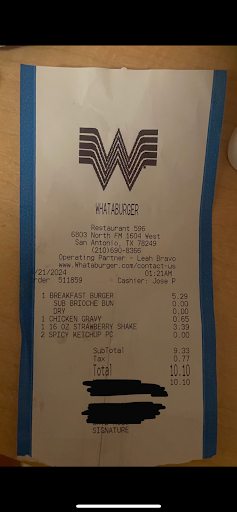 W
WHATABURGER
Restaurant 596
6803 North FM 1604 West
San Antonio, TX 78249
(210)690-8366
Operating Partner - Leah Bravo
www.Whataburger.com/contact-us
/21/2024 01:21AM
rder 511859 Cashier: Jose P
1 BREAKFAST BURGER 5.29
SUB BRIOCHE BUN 0.00
DRY 0.00
1 CHICKEN GRAVY 0.65
1 16 OZ STRAWBERRY SHAKE 3.39
2 SPICY KETCHUP PC 0.00
SubTotal 9.33
Tax 0.77
Total 10.10
10.10
SIGNATURE